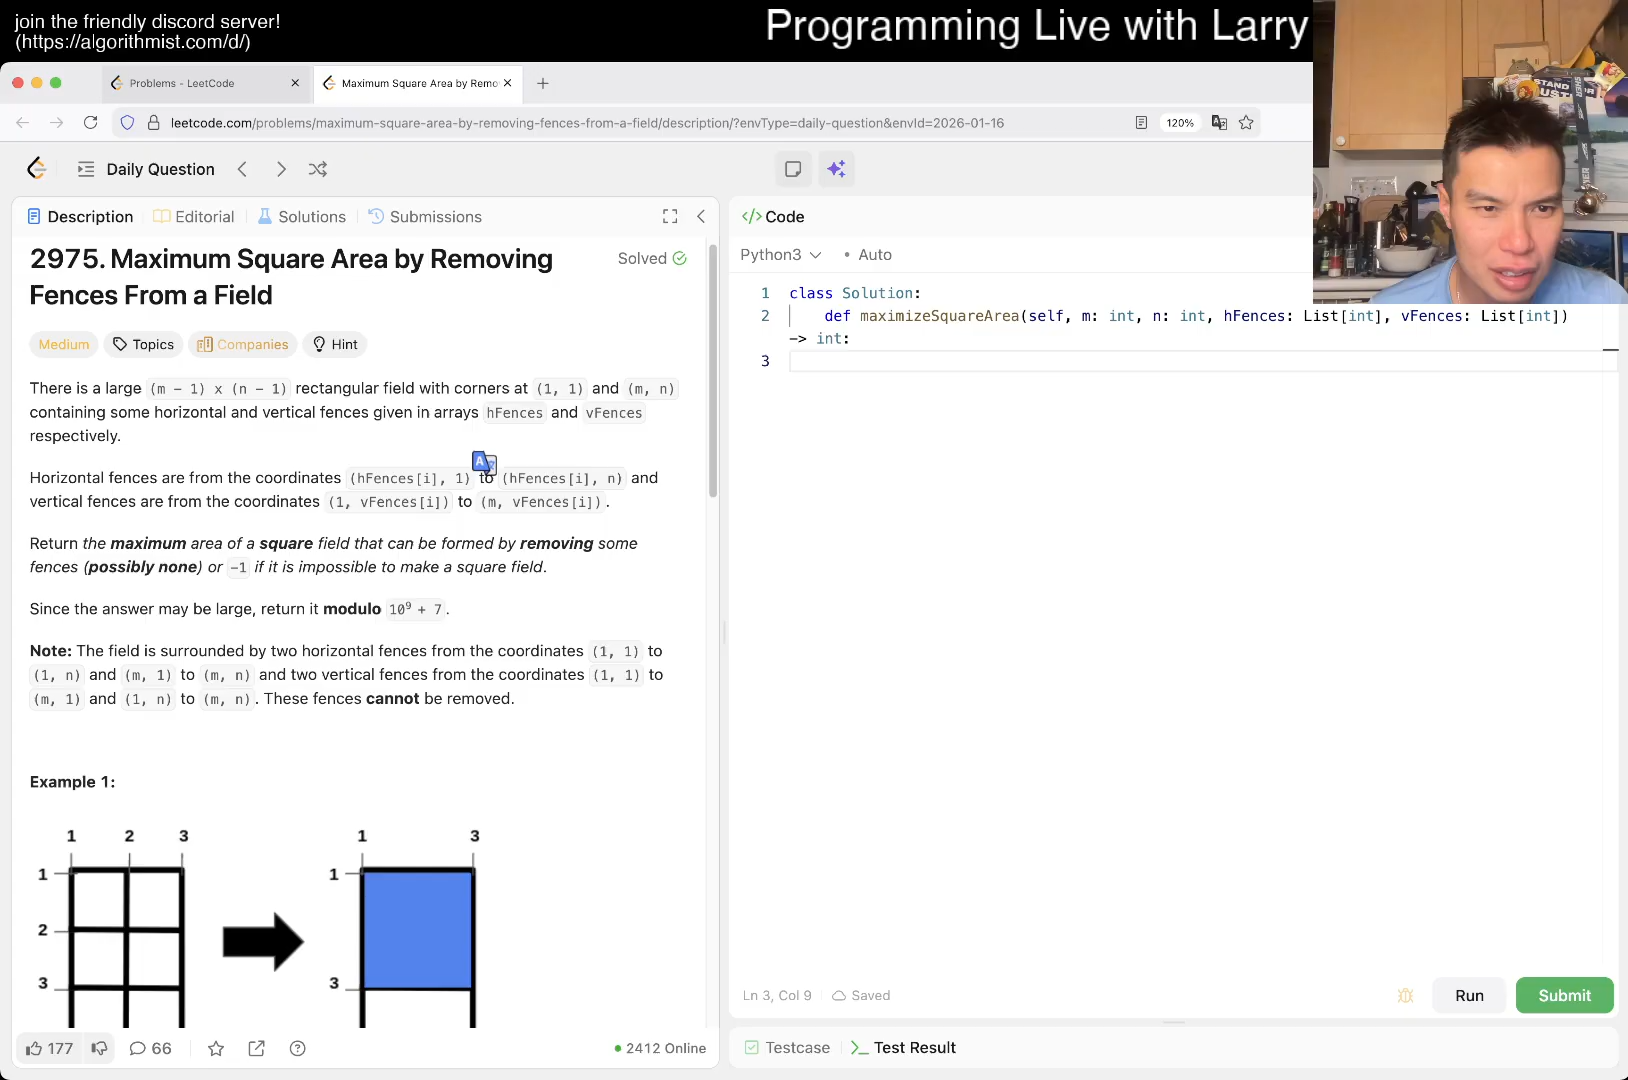 join the friendly discord server!
(https://algorithmist.com/d/)
Programming Live with Larry
Problems - LeetCode
Maximum Square Area by Remo
leetcode.com/problems/maximum-square-area-by-removing-fences-from-a-field/description/?envType=daily-question&envId=2026-01-16
120%
Daily Question
Description
Editorial
Solutions
Submissions
2975. Maximum Square Area by Removing
Fences From a Field
Solved
Medium
Topics
Companies
Hint
There is a large (m - 1) x (n - 1) rectangular field with corners at (1, 1) and (m, n)
containing some horizontal and vertical fences given in arrays hFences and vFences
respectively.
Horizontal fences are from the coordinates (hFences[i], 1) to (hFences[i], n) and
vertical fences are from the coordinates (1, vFences[i]) to (m, vFences[i]).
Return the maximum area of a square field that can be formed by removing some
fences (possibly none) or -1 if it is impossible to make a square field.
Since the answer may be large, return it modulo 10⁹ + 7.
Note: The field is surrounded by two horizontal fences from the coordinates (1, 1) to
(1, n) and (m, 1) to (m, n) and two vertical fences from the coordinates (1, 1) to
(m, 1) and (1, n) to (m, n). These fences cannot be removed.
Example 1:
1 2 3
1
2
3
1 3
1
3
177
66
2412 Online
</> Code
Python3
• Auto
1 class Solution:
2 def maximizeSquareArea(self, m: int, n: int, hFences: List[int], vFences: List[int])
-> int:
3
Ln 3, Col 9
Saved
Run
Submit
Testcase
Test Result